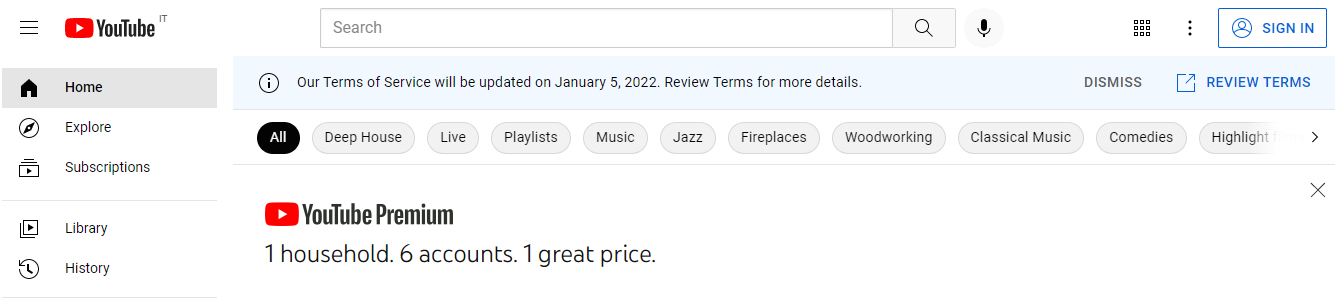 YouTube IT
Search
SIGN IN
Home
Explore
Subscriptions
Library
History
Our Terms of Service will be updated on January 5, 2022. Review Terms for more details.
DISMISS
REVIEW TERMS
All Deep House Live Playlists Music Jazz Fireplaces Woodworking Classical Music Comedies Highlight
YouTube Premium
1 household. 6 accounts. 1 great price.